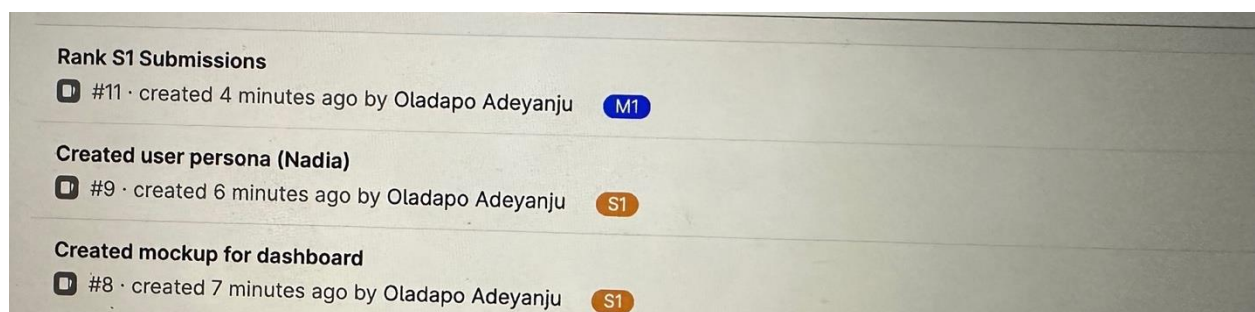 Rank S1 Submissions
#11 · created 4 minutes ago by Oladapo Adeyanju M1
Created user persona (Nadia)
#9 · created 6 minutes ago by Oladapo Adeyanju S1
Created mockup for dashboard
#8 · created 7 minutes ago by Oladapo Adeyanju S1